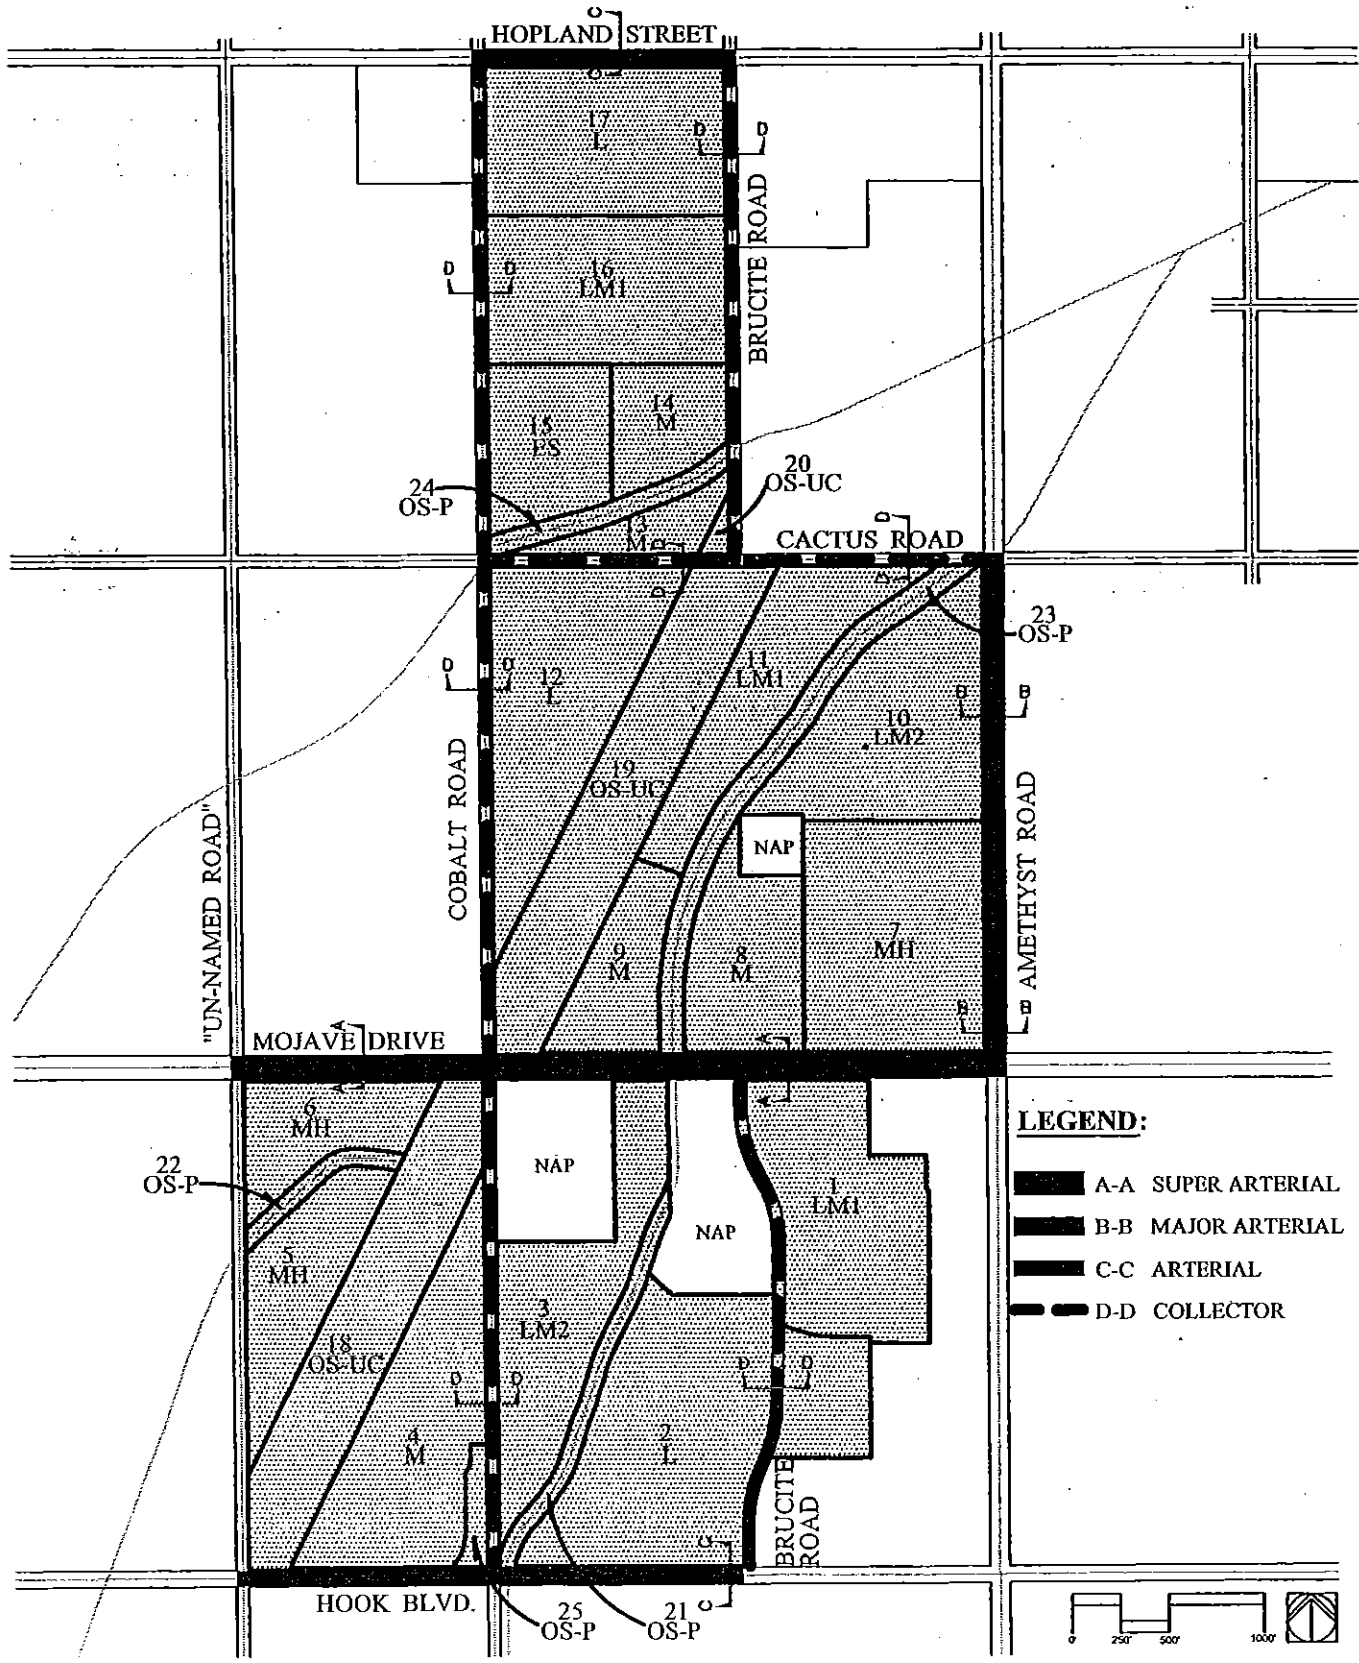 C
HOPLAND STREET
C
17
L
D D
BRUCITE ROAD
16
LM1
D D
14
M
15
ES
20
OS-UC
24
OS-P
13
M
D
D
CACTUS ROAD
D
D
23
OS-P
12
L
D D
11
LM1
10
LM2
B B
19
OS-UC
COBALT ROAD
"UN-NAMED ROAD"
AMETHYST ROAD
NAP
9
M
8
M
7
MH
B B
A
MOJAVE DRIVE
A
A
A
6
MH
22
OS-P
NAP
NAP
1
LM1
5
MH
3
LM2
18
OS-UC
D D
D D
4
M
2
L
BRUCITE
ROAD
C
C
HOOK BLVD.
25
OS-P
21
OS-P
LEGEND:
A-A SUPER ARTERIAL
B-B MAJOR ARTERIAL
C-C ARTERIAL
D-D COLLECTOR
0' 250' 500' 1000'